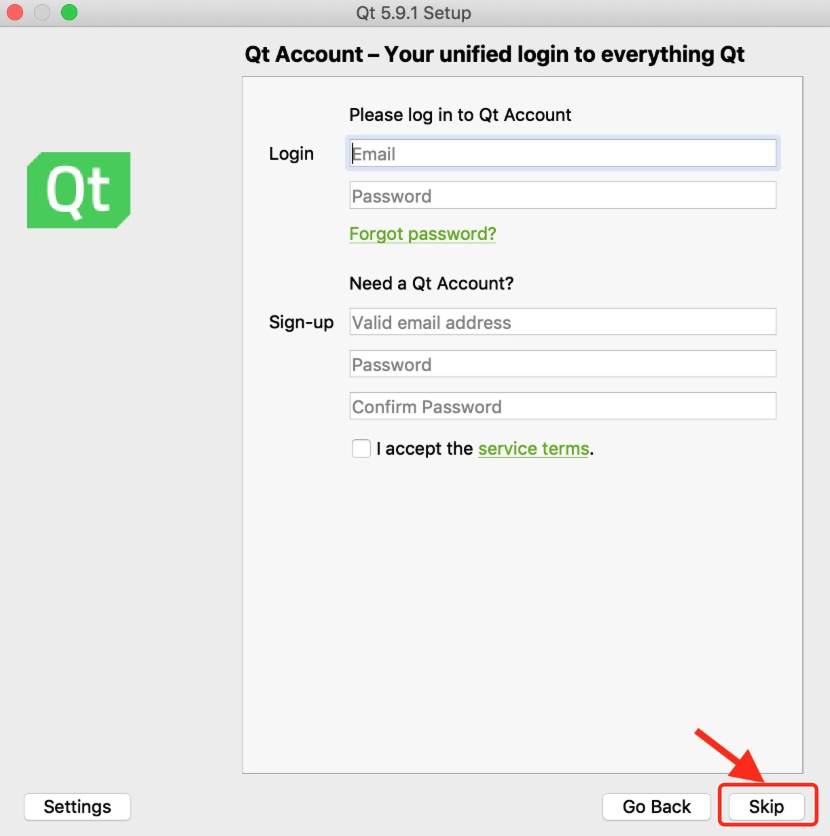 Qt 5.9.1 Setup
Qt Account – Your unified login to everything Qt
Qt
Please log in to Qt Account
Login Email
Password
Forgot password?
Need a Qt Account?
Sign-up Valid email address
Password
Confirm Password
I accept the service terms.
Settings Go Back Skip